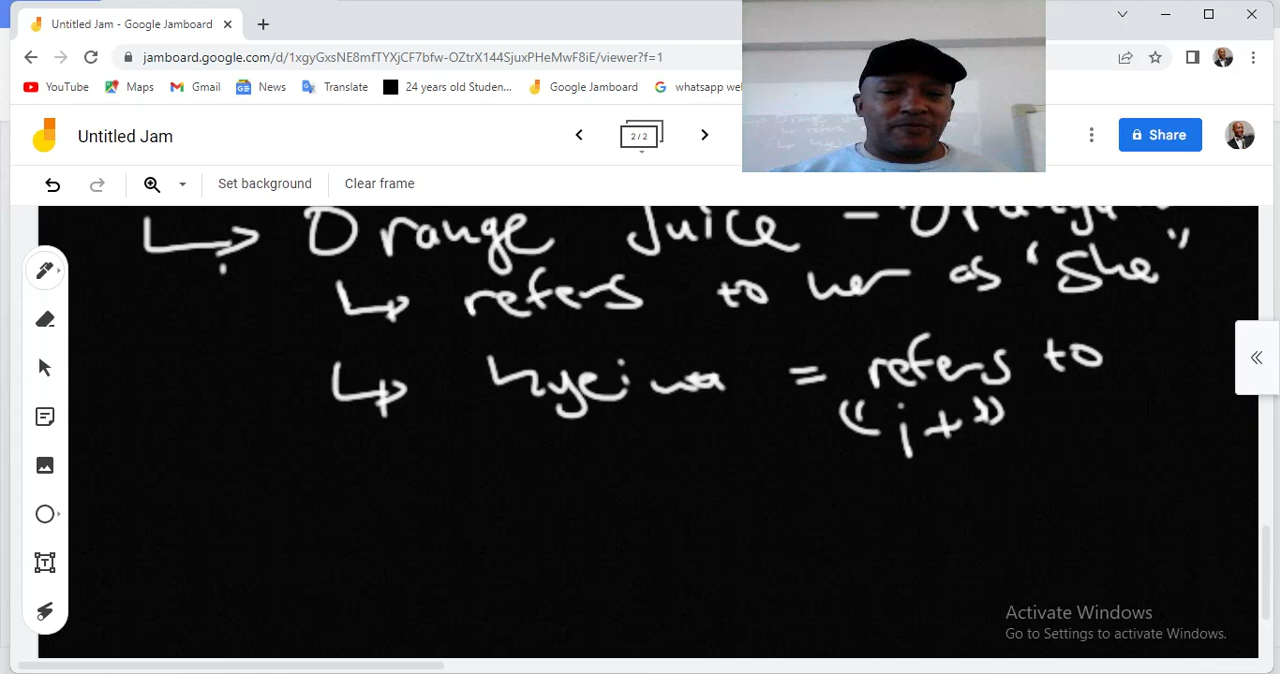 Untitled Jam - Google Jamboard
jamboard.google.com/d/1xgyGxsNE8mfTYXjCF7bfw-OZtrX144SjuxPHeMwF8iE/viewer?f=1
YouTube Maps Gmail News Translate 24 years old Studen... Google Jamboard whatsapp wel
Untitled Jam 2/2 Share
Set background Clear frame
Orange Juice -
refers to her as "She"
= refers to
"it"
Activate Windows
Go to Settings to activate Windows.